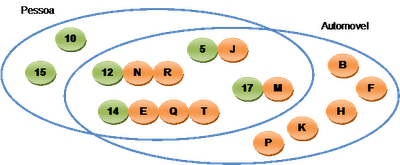 Pessoa
Automovel
10
5 J
B
15
12 N R
F
17 M
14 E Q T
H
K
P